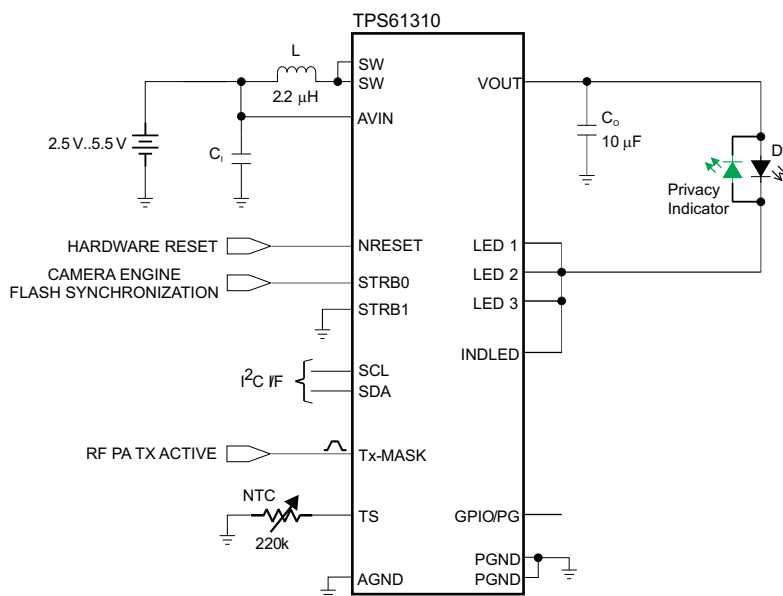 TPS61310
L
2.2 μH
SW
SW
AVIN
2.5 V..5.5 V
C_I
VOUT
C_O
10 μF
D
Privacy
Indicator
HARDWARE RESET
NRESET
CAMERA ENGINE
FLASH SYNCHRONIZATION
STRB0
STRB1
LED 1
LED 2
LED 3
INDLED
I²C I/F
SCL
SDA
RF PA TX ACTIVE
Tx-MASK
NTC
220k
TS
GPIO/PG
AGND
PGND
PGND